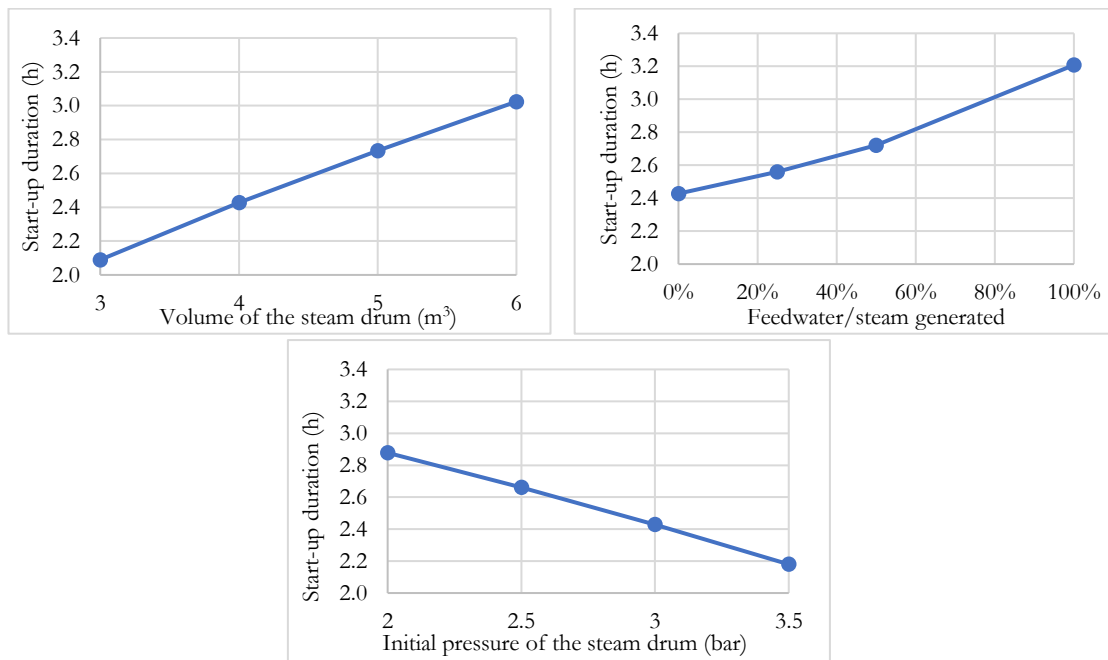 3.4
3.2
3.0
2.8
2.6
2.4
2.2
2.0
Start-up duration (h)
3 4 5 6
Volume of the steam drum (m³)
3.4
3.2
3.0
2.8
2.6
2.4
2.2
2.0
Start-up duration (h)
0% 20% 40% 60% 80% 100%
Feedwater/steam generated
3.4
3.2
3.0
2.8
2.6
2.4
2.2
2.0
Start-up duration (h)
2 2.5 3 3.5
Initial pressure of the steam drum (bar)